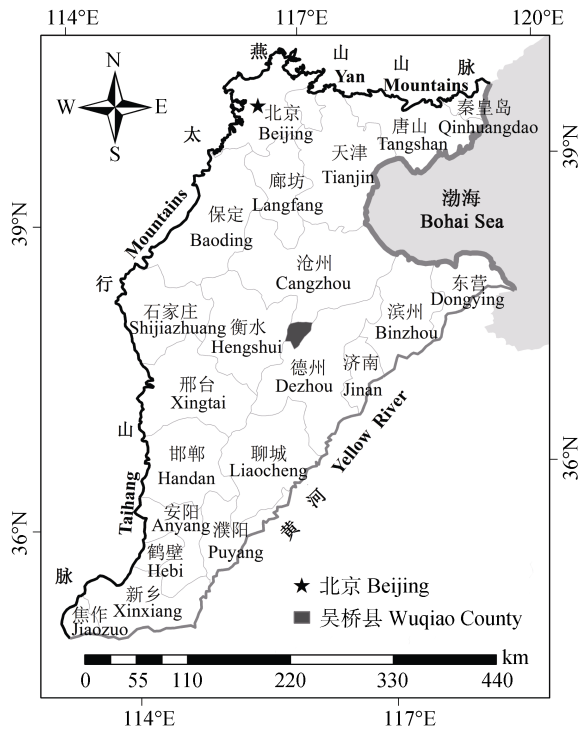 114°E 117°E 120°E
燕 山 山 脉
Yan Mountains
N
W E
S
太
行
山
脉
Taihang Mountains
北京
Beijing
秦皇岛
Qinhuangdao
唐山
Tangshan
天津
Tianjin
廊坊
Langfang
保定
Baoding
渤海
Bohai Sea
39°N
39°N
沧州
Cangzhou
东营
Dongying
滨州
Binzhou
石家庄
Shijiazhuang
衡水
Hengshui
德州
Dezhou
济南
Jinan
邢台
Xingtai
邯郸
Handan
聊城
Liaocheng
黄 河
Yellow River
36°N
36°N
安阳
Anyang
濮阳
Puyang
鹤壁
Hebi
新乡
Xinxiang
焦作
Jiaozuo
北京 Beijing
吴桥县 Wuqiao County
km
0 55 110 220 330 440
114°E 117°E